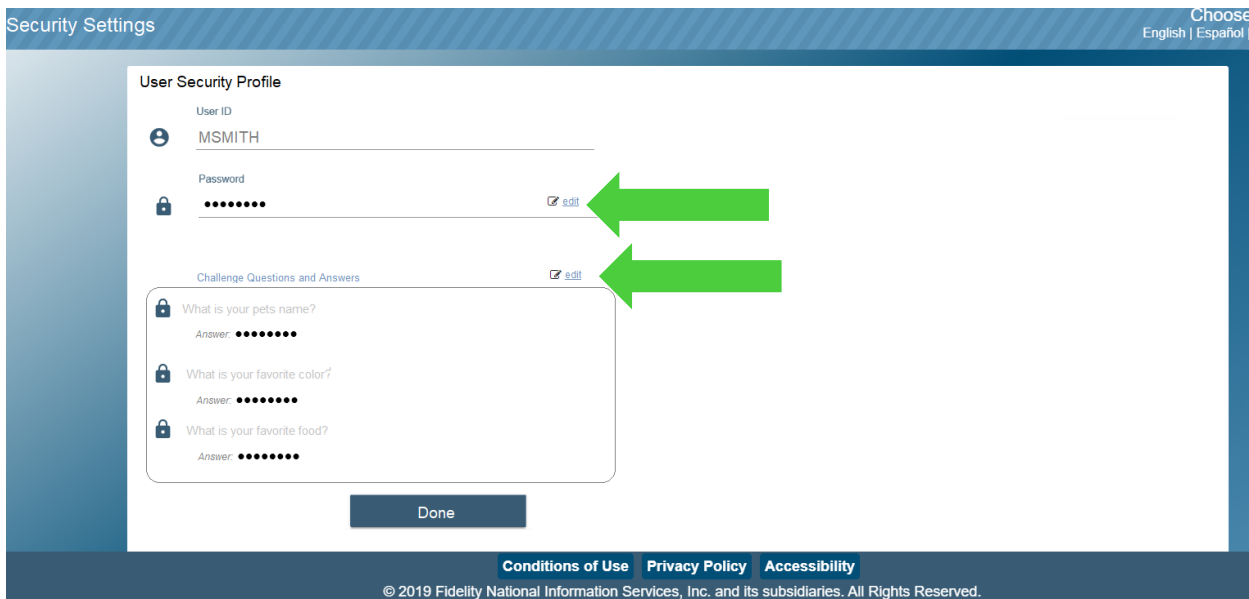 Security Settings
Choose
English | Español |
User Security Profile
User ID
MSMITH
Password
••••••••
edit
Challenge Questions and Answers
edit
What is your pets name?
Answer: ••••••••
What is your favorite color?
Answer: ••••••••
What is your favorite food?
Answer: ••••••••
Done
Conditions of Use Privacy Policy Accessibility
© 2019 Fidelity National Information Services, Inc. and its subsidiaries. All Rights Reserved.